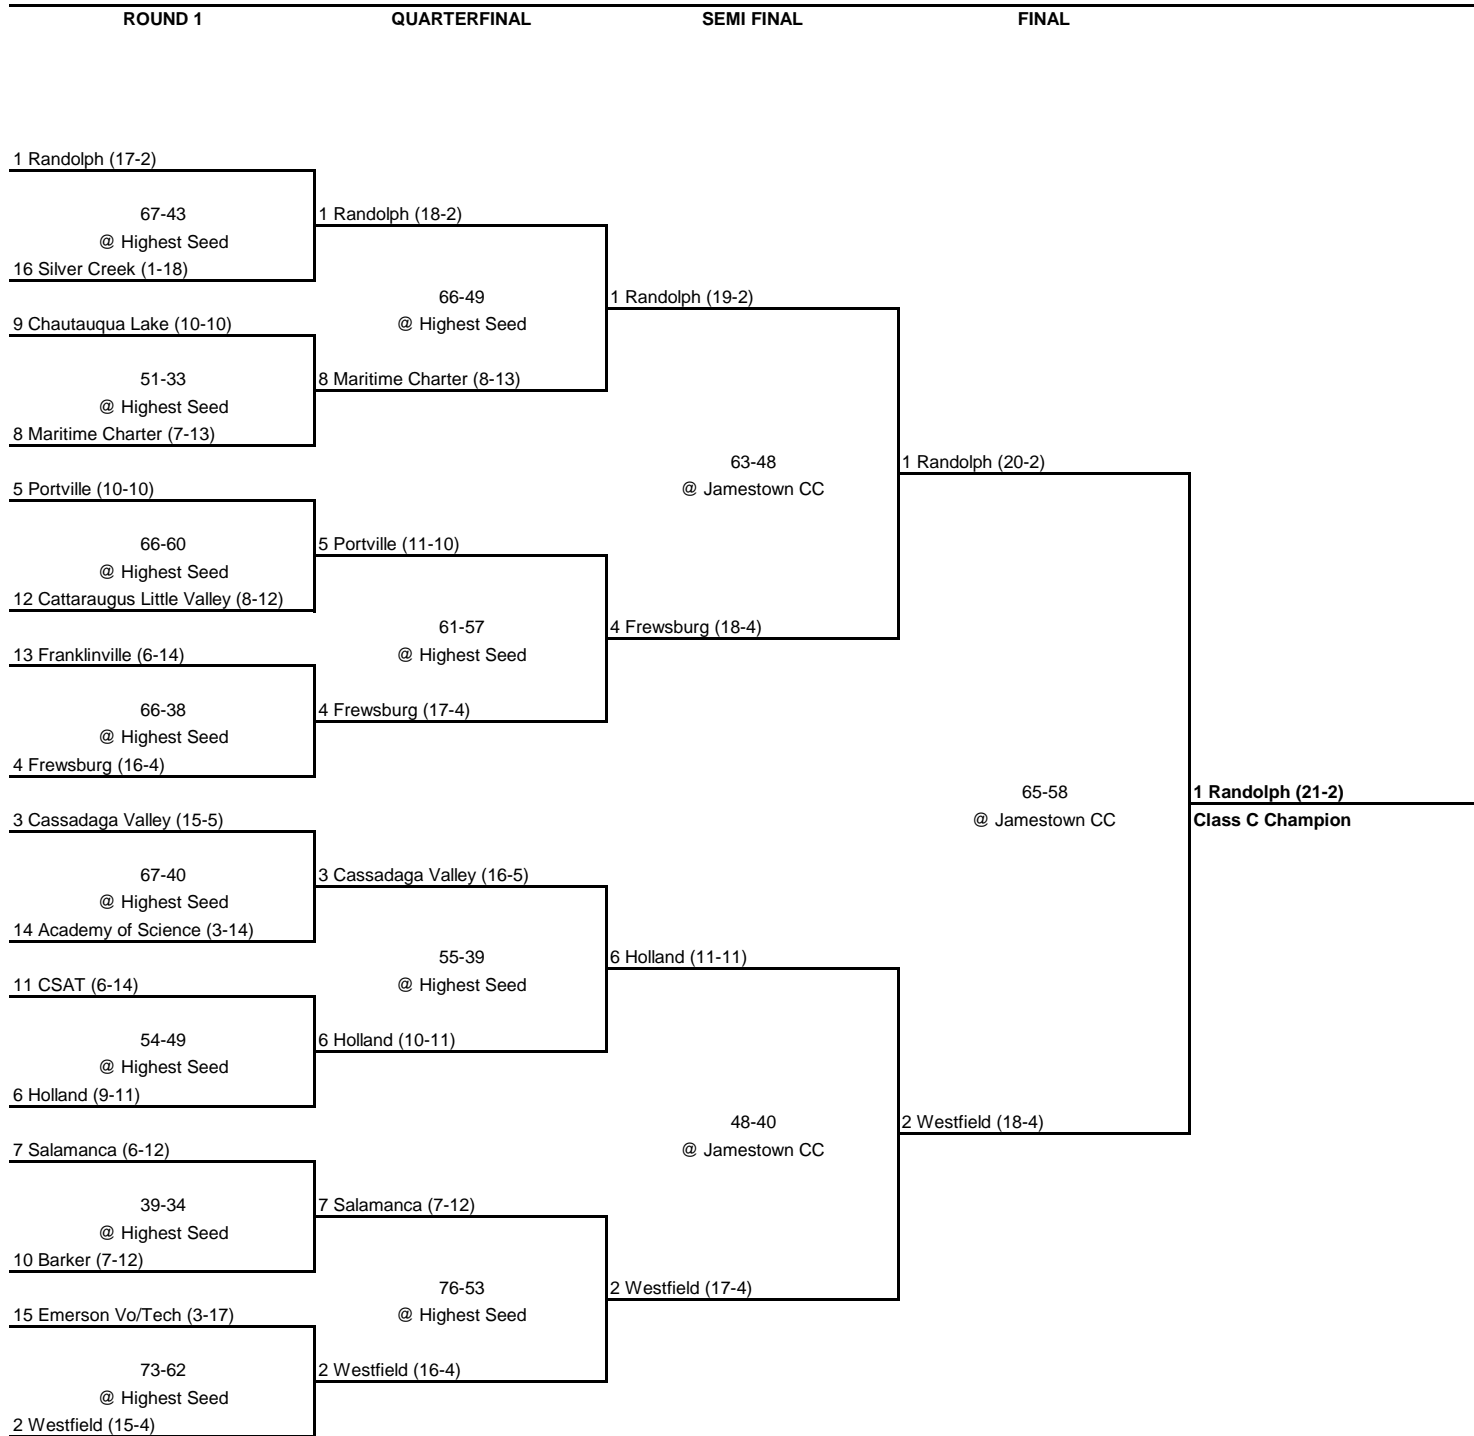 ROUND 1 QUARTERFINAL SEMI FINAL FINAL
1 Randolph (17-2)
67-43
@ Highest Seed
16 Silver Creek (1-18)
9 Chautauqua Lake (10-10)
51-33
@ Highest Seed
8 Maritime Charter (7-13)
5 Portville (10-10)
66-60
@ Highest Seed
12 Cattaraugus Little Valley (8-12)
13 Franklinville (6-14)
66-38
@ Highest Seed
4 Frewsburg (16-4)
3 Cassadaga Valley (15-5)
67-40
@ Highest Seed
14 Academy of Science (3-14)
11 CSAT (6-14)
54-49
@ Highest Seed
6 Holland (9-11)
7 Salamanca (6-12)
39-34
@ Highest Seed
10 Barker (7-12)
15 Emerson Vo/Tech (3-17)
73-62
@ Highest Seed
2 Westfield (15-4)
1 Randolph (18-2)
66-49
@ Highest Seed
8 Maritime Charter (8-13)
5 Portville (11-10)
61-57
@ Highest Seed
4 Frewsburg (17-4)
3 Cassadaga Valley (16-5)
55-39
@ Highest Seed
6 Holland (10-11)
7 Salamanca (7-12)
76-53
@ Highest Seed
2 Westfield (16-4)
1 Randolph (19-2)
63-48
@ Jamestown CC
4 Frewsburg (18-4)
6 Holland (11-11)
48-40
@ Jamestown CC
2 Westfield (17-4)
1 Randolph (20-2)
65-58
@ Jamestown CC
2 Westfield (18-4)
1 Randolph (21-2)
Class C Champion